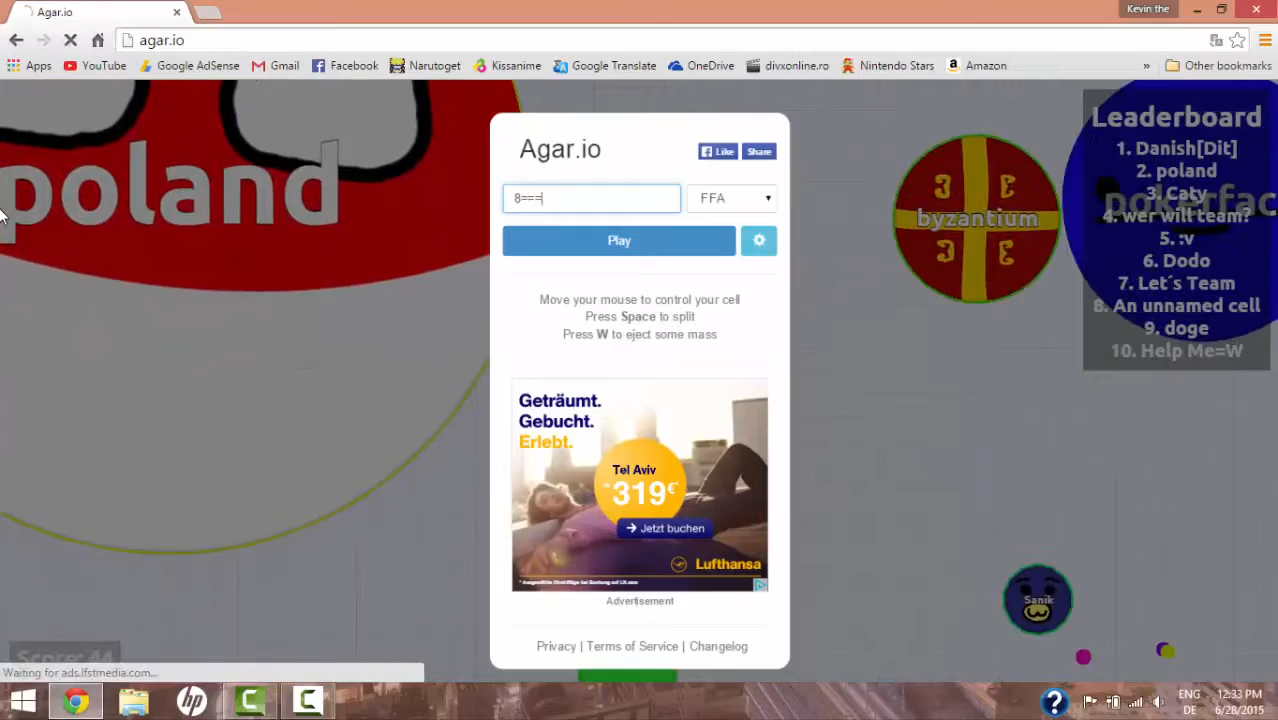 Agar.io
Kevin the
agar.io
Apps YouTube Google AdSense Gmail Facebook Narutoget Kissanime Google Translate OneDrive divxonline.ro Nintendo Stars Amazon » Other bookmarks
poland
byzantium
pokerfac
Sanik
Leaderboard
1. Danish[Dit]
2. poland
3. Caty
4. wer will team?
5. :v
6. Dodo
7. Let´s Team
8. An unnamed cell
9. doge
10. Help Me=W
Agar.io
Like Share
8===
FFA
Play
Move your mouse to control your cell
Press Space to split
Press W to eject some mass
Geträumt.
Gebucht.
Erlebt.
Tel Aviv
319€
Jetzt buchen
Lufthansa
Advertisement
Privacy | Terms of Service | Changelog
Score: 44
Waiting for ads.lfstmedia.com...
ENG 12:33 PM
DE 6/28/2015